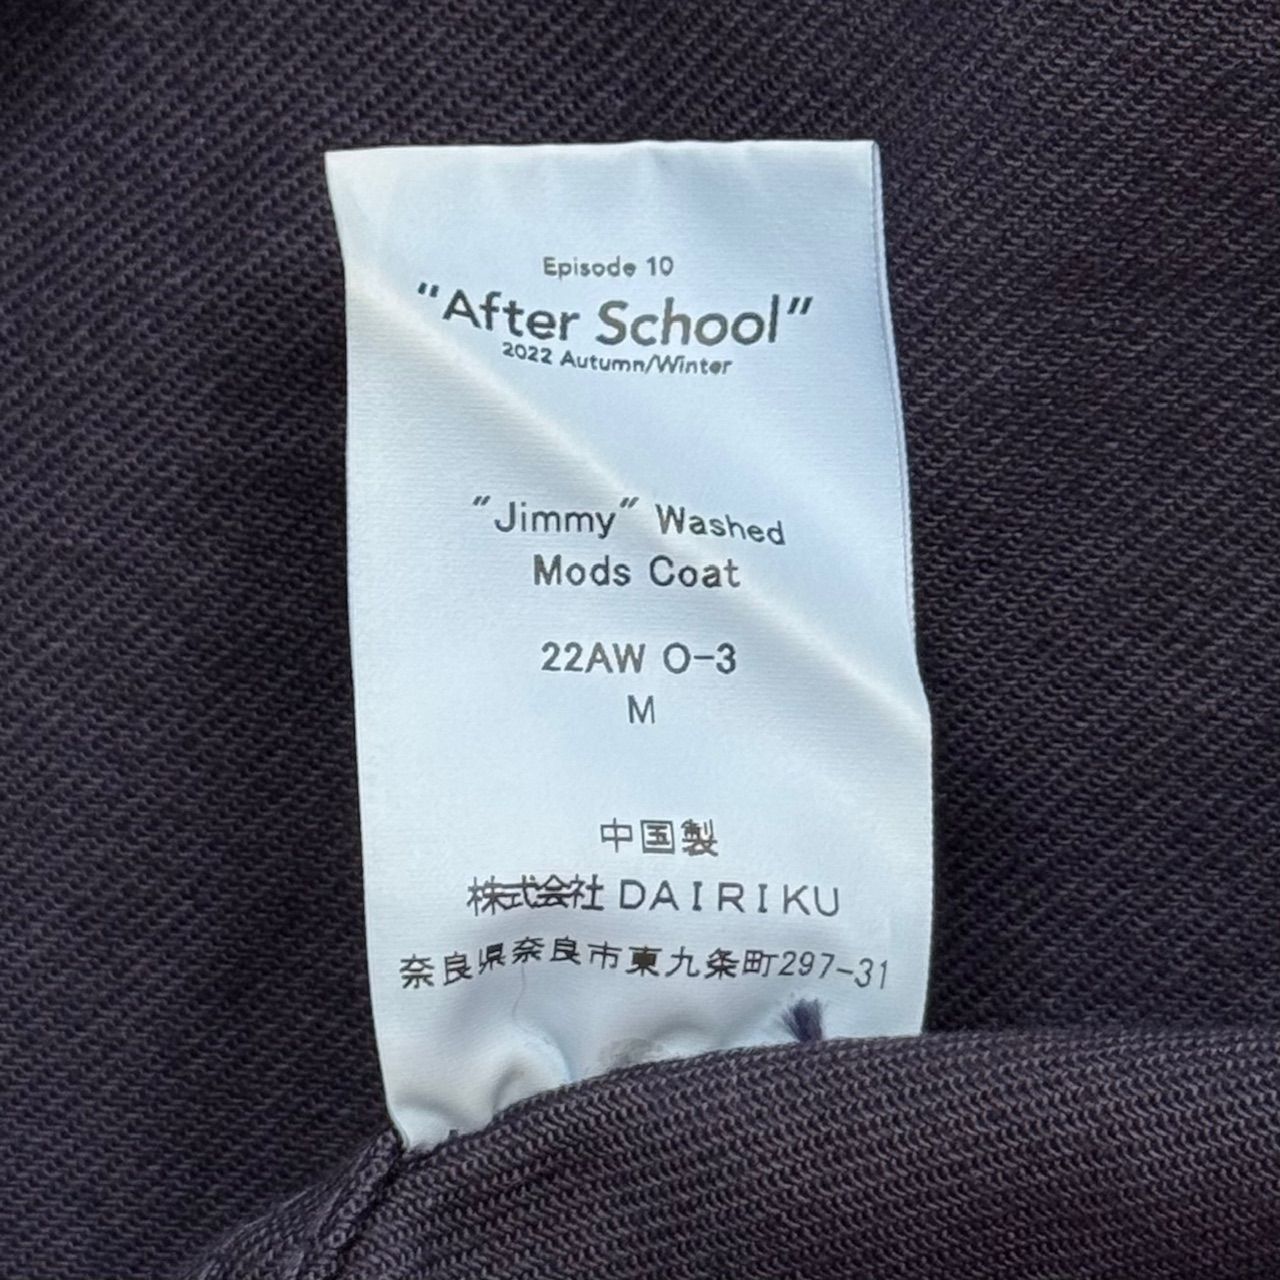 Episode 10
"After School"
2022 Autumn/Winter
"Jimmy" Washed
Mods Coat
22AW O-3
M
中国製
株式会社 DAIRIKU
奈良県奈良市東九条町297-31